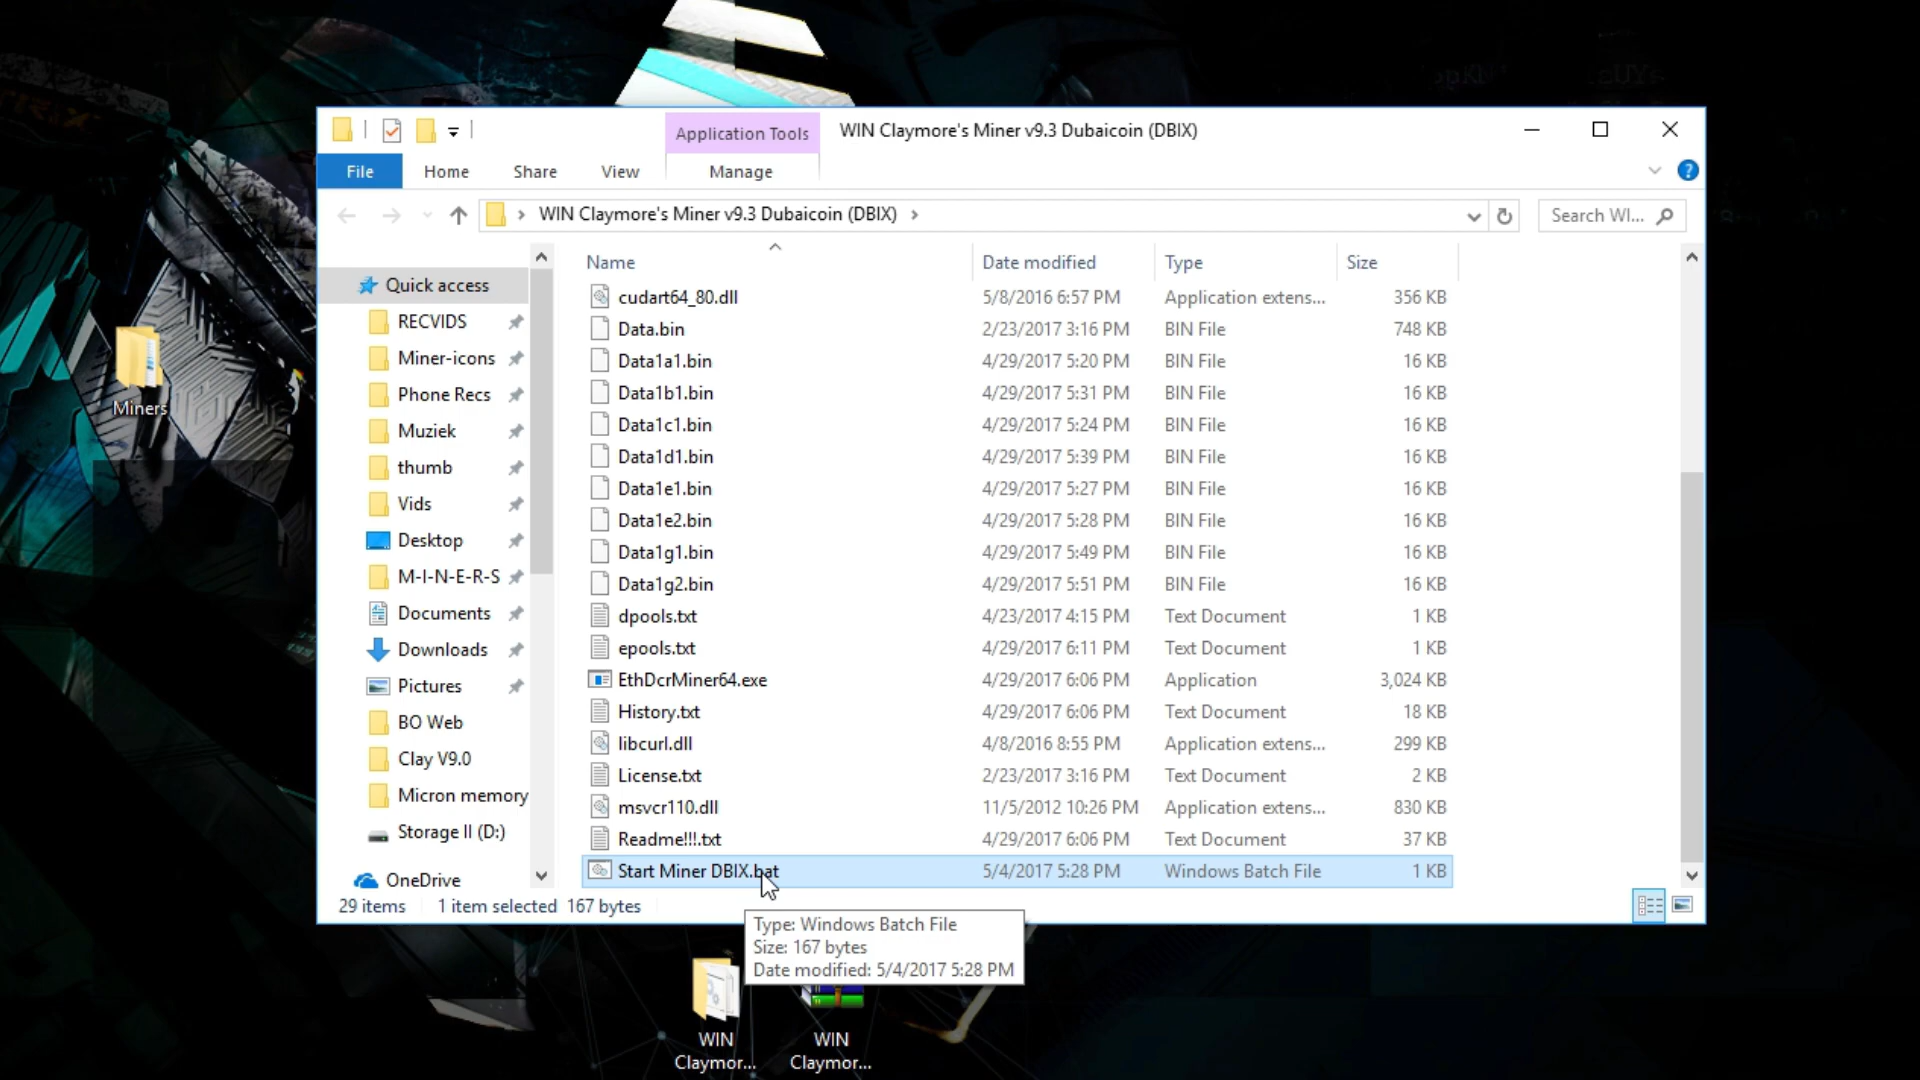 Application Tools
WIN Claymore's Miner v9.3 Dubaicoin (DBIX)
File Home Share View Manage
WIN Claymore's Miner v9.3 Dubaicoin (DBIX)
Search WI...
Name Date modified Type Size
Quick access
RECVIDS
Miner-icons
Phone Recs
Muziek
thumb
Vids
Desktop
M-I-N-E-R-S
Documents
Downloads
Pictures
BO Web
Clay V9.0
Micron memory
Storage II (D:)
OneDrive
cudart64_80.dll 5/8/2016 6:57 PM Application extens... 356 KB
Data.bin 2/23/2017 3:16 PM BIN File 748 KB
Data1a1.bin 4/29/2017 5:20 PM BIN File 16 KB
Data1b1.bin 4/29/2017 5:31 PM BIN File 16 KB
Data1c1.bin 4/29/2017 5:24 PM BIN File 16 KB
Data1d1.bin 4/29/2017 5:39 PM BIN File 16 KB
Data1e1.bin 4/29/2017 5:27 PM BIN File 16 KB
Data1e2.bin 4/29/2017 5:28 PM BIN File 16 KB
Data1g1.bin 4/29/2017 5:49 PM BIN File 16 KB
Data1g2.bin 4/29/2017 5:51 PM BIN File 16 KB
dpools.txt 4/23/2017 4:15 PM Text Document 1 KB
epools.txt 4/29/2017 6:11 PM Text Document 1 KB
EthDcrMiner64.exe 4/29/2017 6:06 PM Application 3,024 KB
History.txt 4/29/2017 6:06 PM Text Document 18 KB
libcurl.dll 4/8/2016 8:55 PM Application extens... 299 KB
License.txt 2/23/2017 3:16 PM Text Document 2 KB
msvcr110.dll 11/5/2012 10:26 PM Application extens... 830 KB
Readme!!!.txt 4/29/2017 6:06 PM Text Document 37 KB
Start Miner DBIX.bat 5/4/2017 5:28 PM Windows Batch File 1 KB
29 items 1 item selected 167 bytes
Type: Windows Batch File
Size: 167 bytes
Date modified: 5/4/2017 5:28 PM
Miners
WIN
Claymor...
WIN
Claymor...